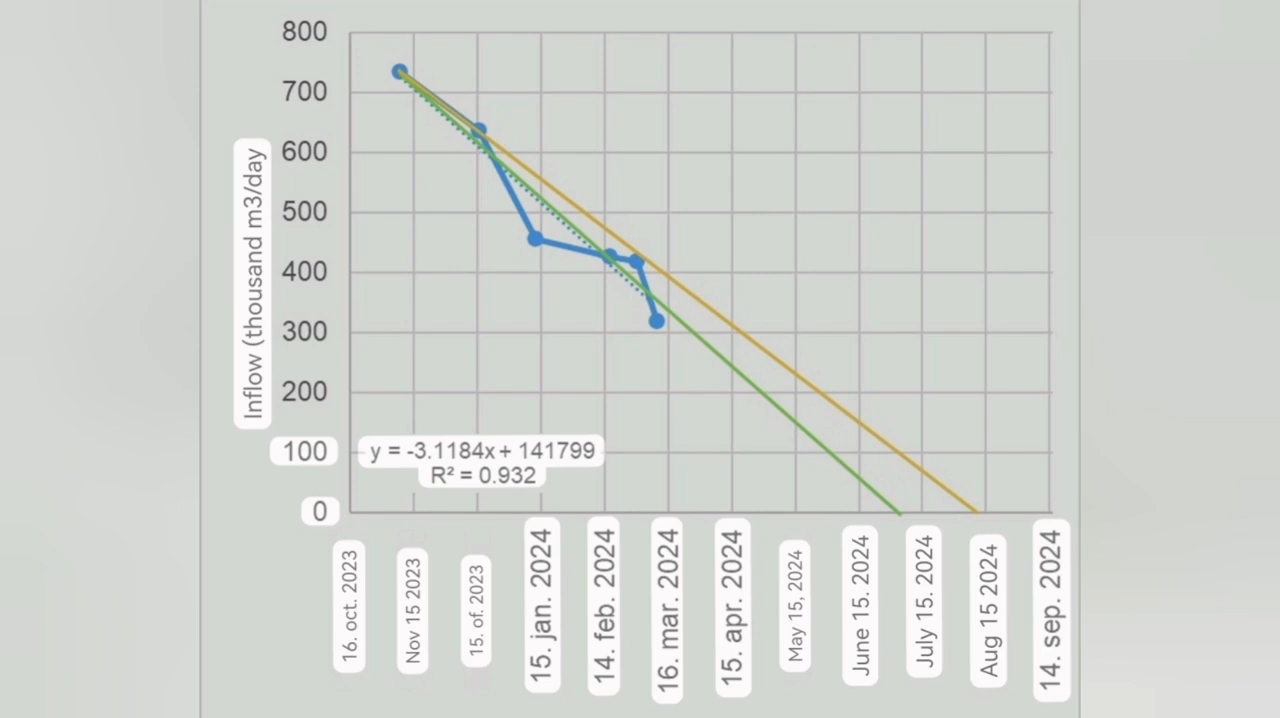 800
700
600
500
400
300
200
100
0
Inflow (thousand m3/day
y = -3.1184x + 141799
R² = 0.932
16. oct. 2023
Nov 15 2023
15. of. 2023
15. jan. 2024
14. feb. 2024
16. mar. 2024
15. apr. 2024
May 15, 2024
June 15. 2024
July 15. 2024
Aug 15 2024
14. sep. 2024